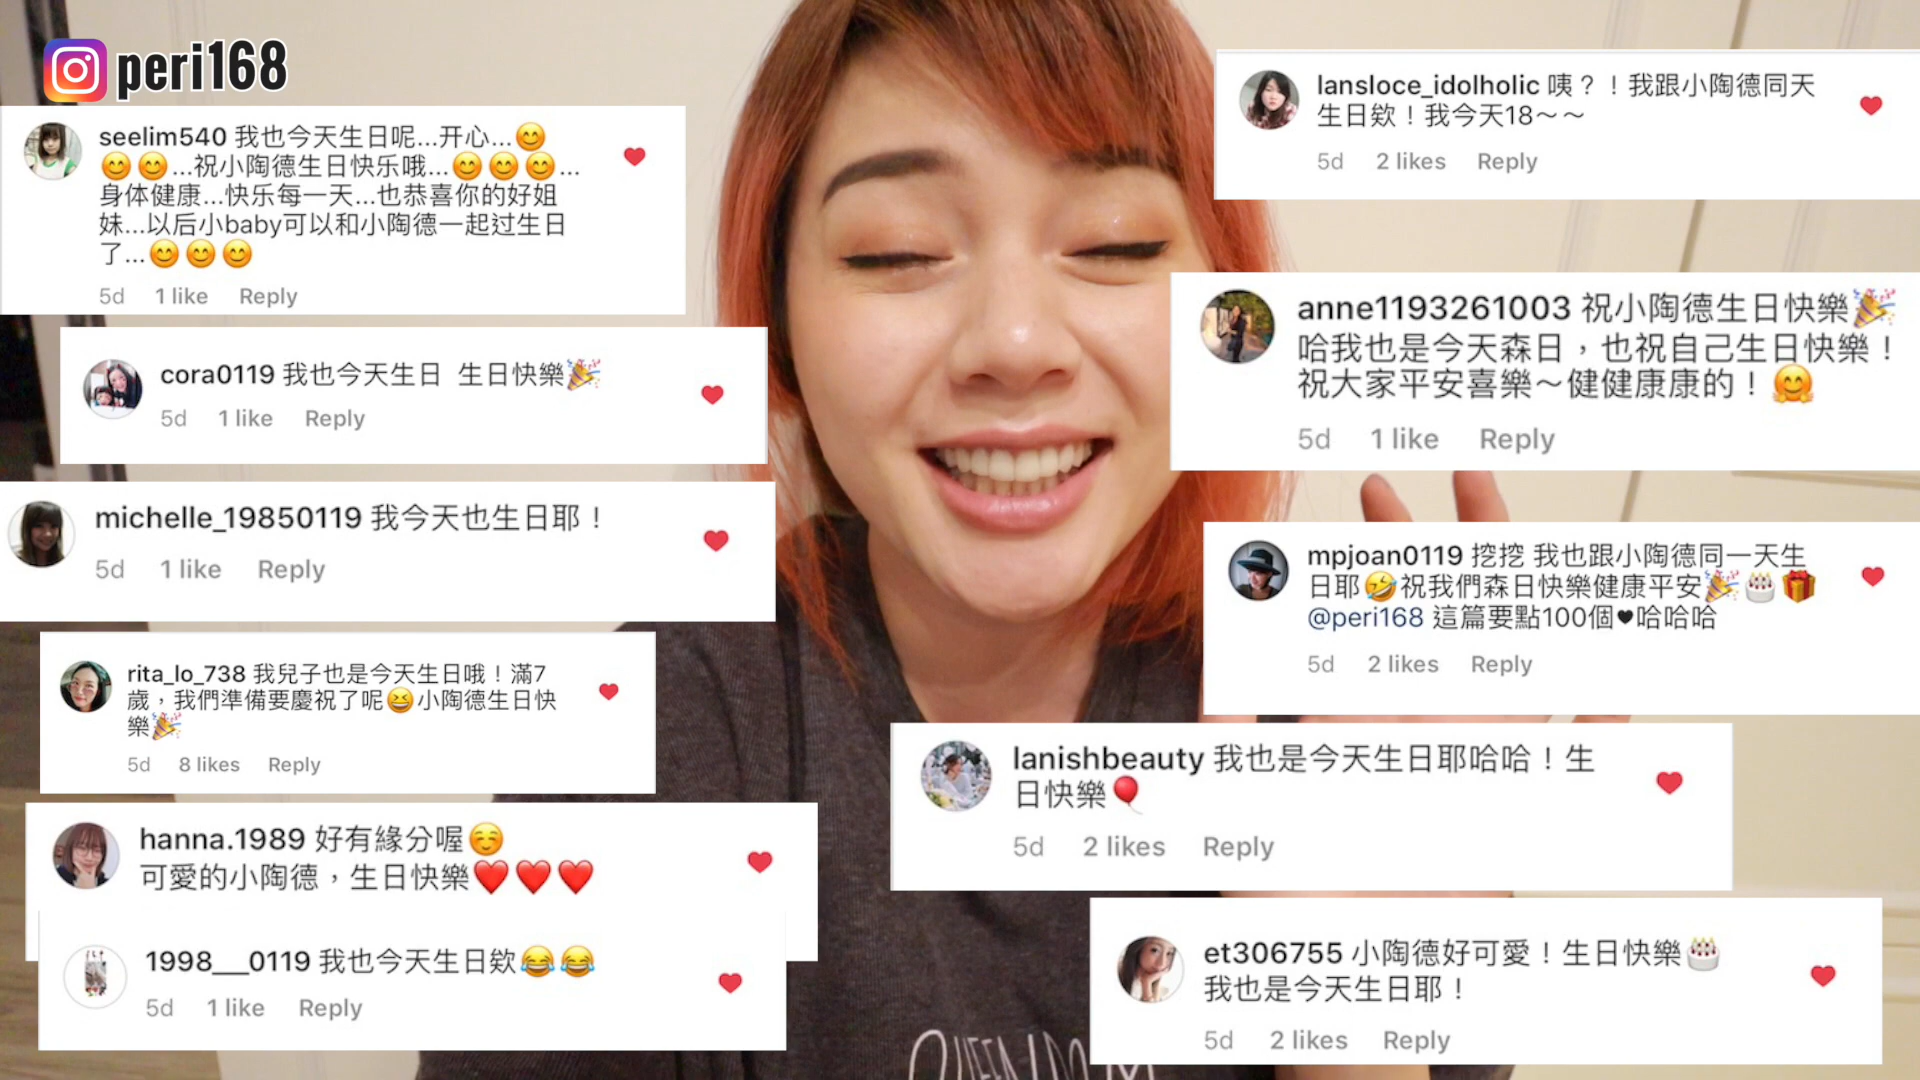 peri168
seelim540 我也今天生日呢...开心...😊
😊😊...祝小陶德生日快乐哦...😊😊😊...
身体健康...快乐每一天...也恭喜你的好姐
妹...以后小baby可以和小陶德一起过生日
了...😊😊😊
5d 1 like Reply
cora0119 我也今天生日 生日快樂🎉
5d 1 like Reply
michelle_19850119 我今天也生日耶！
5d 1 like Reply
rita_lo_738 我兒子也是今天生日哦！滿7
歲，我們準備要慶祝了呢😆小陶德生日快
樂🎉
5d 8 likes Reply
hanna.1989 好有緣分喔☺️
可愛的小陶德，生日快樂❤️❤️❤️
1998___0119 我也今天生日欸😂😂
5d 1 like Reply
lansloce_idolholic 咦？！我跟小陶德同天
生日欸！我今天18～～
5d 2 likes Reply
anne1193261003 祝小陶德生日快樂🎉
哈我也是今天森日，也祝自己生日快樂！
祝大家平安喜樂～健健康康的！🤗
5d 1 like Reply
mpjoan0119 挖挖 我也跟小陶德同一天生
日耶🤣祝我們森日快樂健康平安🎉🎂🎁
@peri168 這篇要點100個♥哈哈哈
5d 2 likes Reply
lanishbeauty 我也是今天生日耶哈哈！生
日快樂🎈
5d 2 likes Reply
et306755 小陶德好可愛！生日快樂🎂
我也是今天生日耶！
5d 2 likes Reply